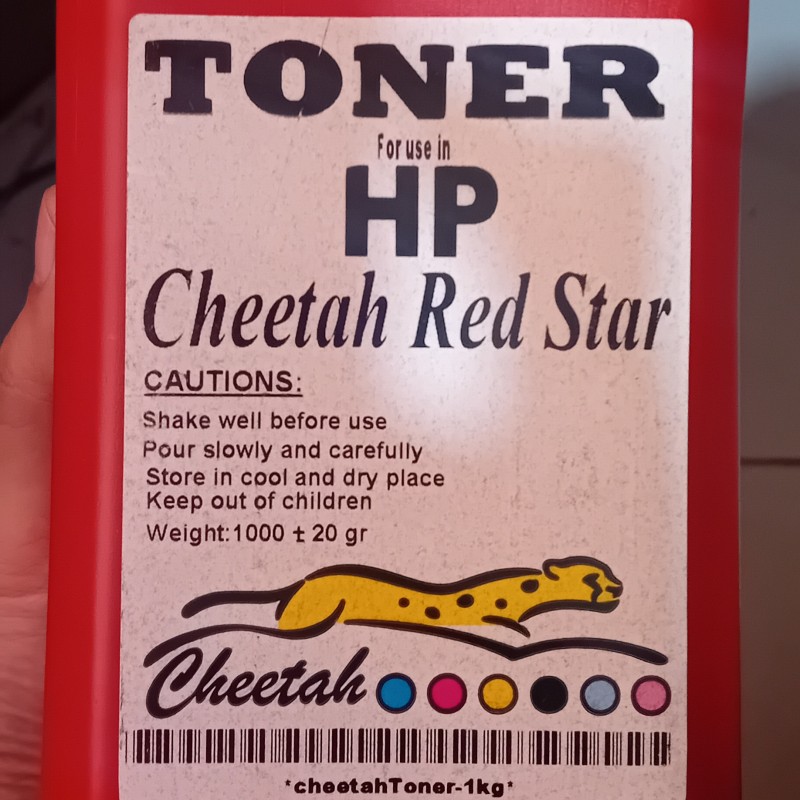 TONER
For use in
HP
Cheetah Red Star
CAUTIONS:
Shake well before use
Pour slowly and carefully
Store in cool and dry place
Keep out of children
Weight:1000 ± 20 gr
Cheetah
*cheetahToner-1kg*